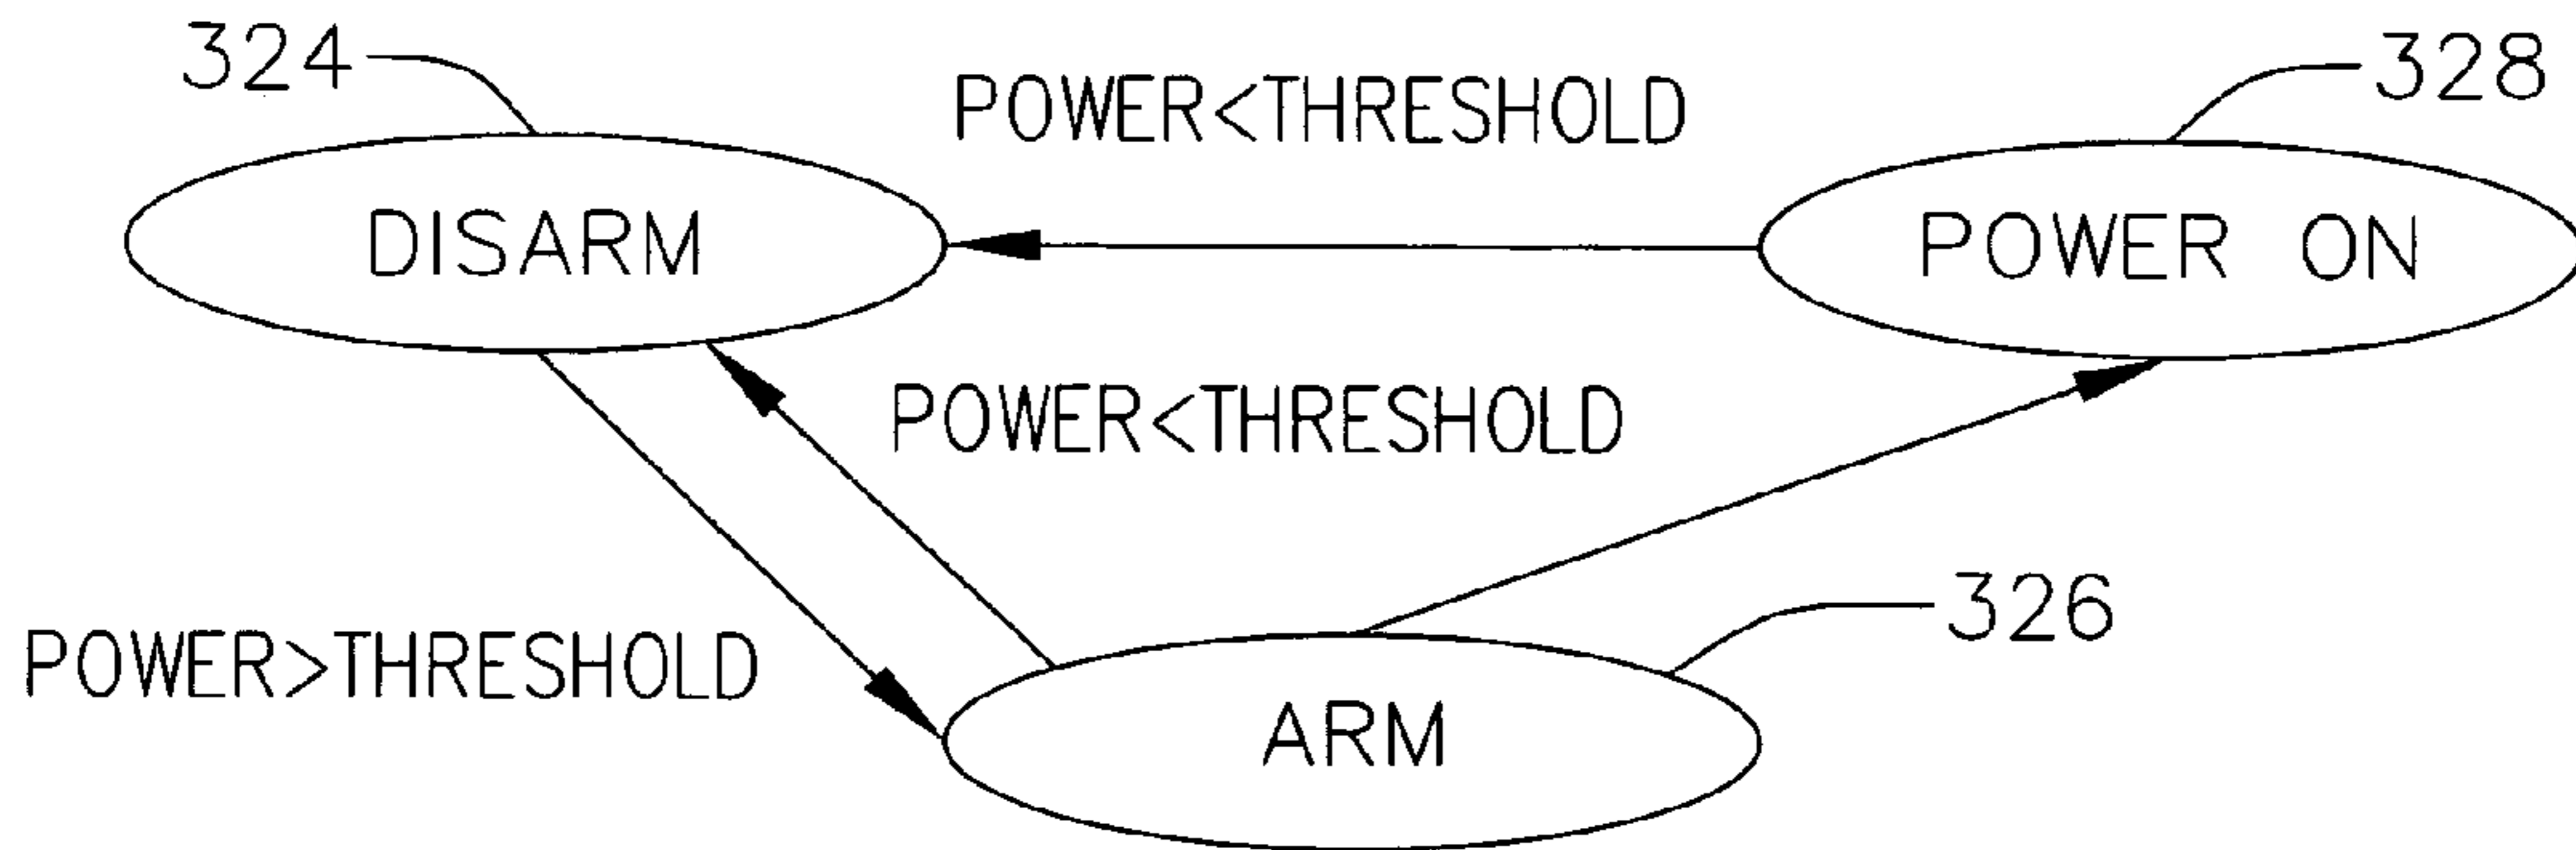 324
328
POWER<THRESHOLD
DISARM
POWER ON
POWER<THRESHOLD
326
POWER>THRESHOLD
ARM